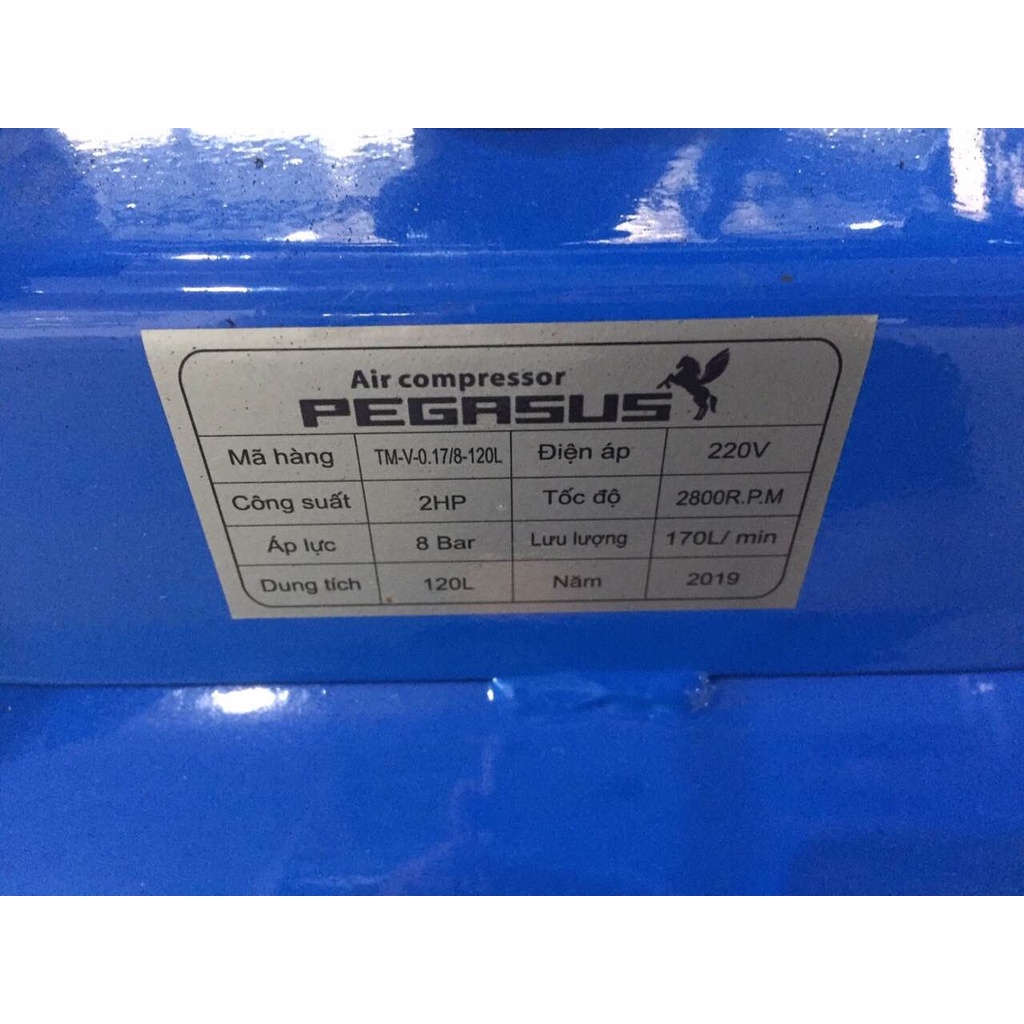 Air compressor
PEGASUS
Mã hàng TM-V-0.17/8-120L Điện áp 220V
Công suất 2HP Tốc độ 2800R.P.M
Áp lực 8 Bar Lưu lượng 170L/ min
Dung tích 120L Năm 2019